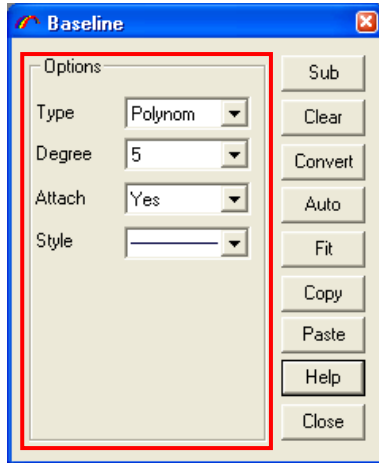 Baseline
Options
Type Polynom
Degree 5
Attach Yes
Style
Sub
Clear
Convert
Auto
Fit
Copy
Paste
Help
Close